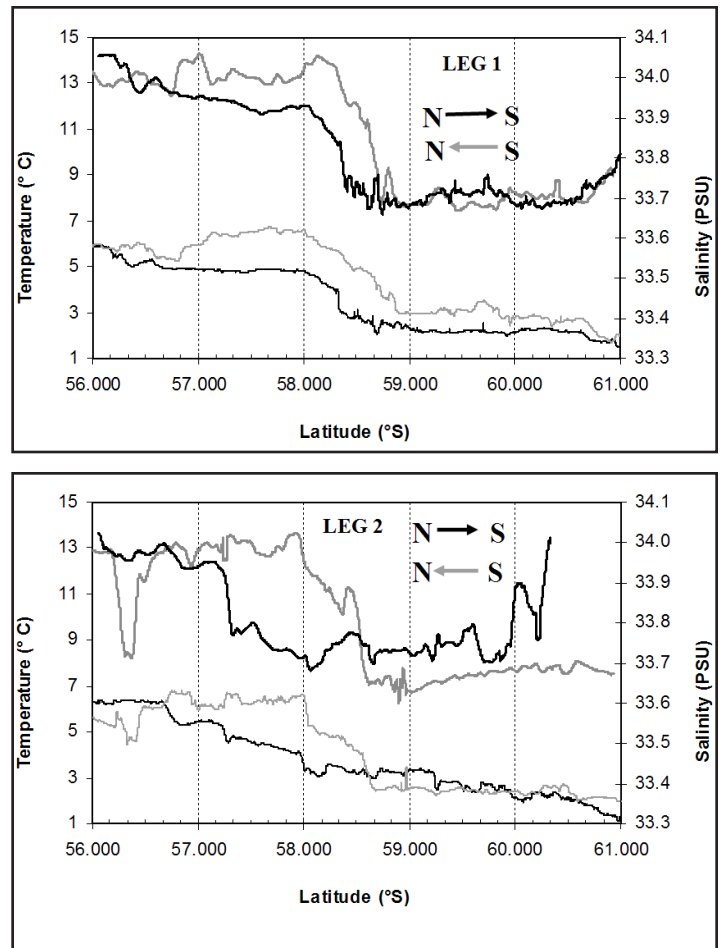 15 34.1
LEG 1
13 34.0
N S
11 33.9
N S
9 33.8
7 33.7
5 33.6
33.5
3 33.4
1 33.3
56.000 57.000 58.000 59.000 60.000 61.000
Temperature (° C)
Salinity (PSU)
Latitude (°S)
15 34.1
LEG 2 N S
13 34.0
N S
11 33.9
9 33.8
7 33.7
5 33.6
33.5
3 33.4
1 33.3
56.000 57.000 58.000 59.000 60.000 61.000
Temperature (° C)
Salinity (PSU)
Latitude (°S)